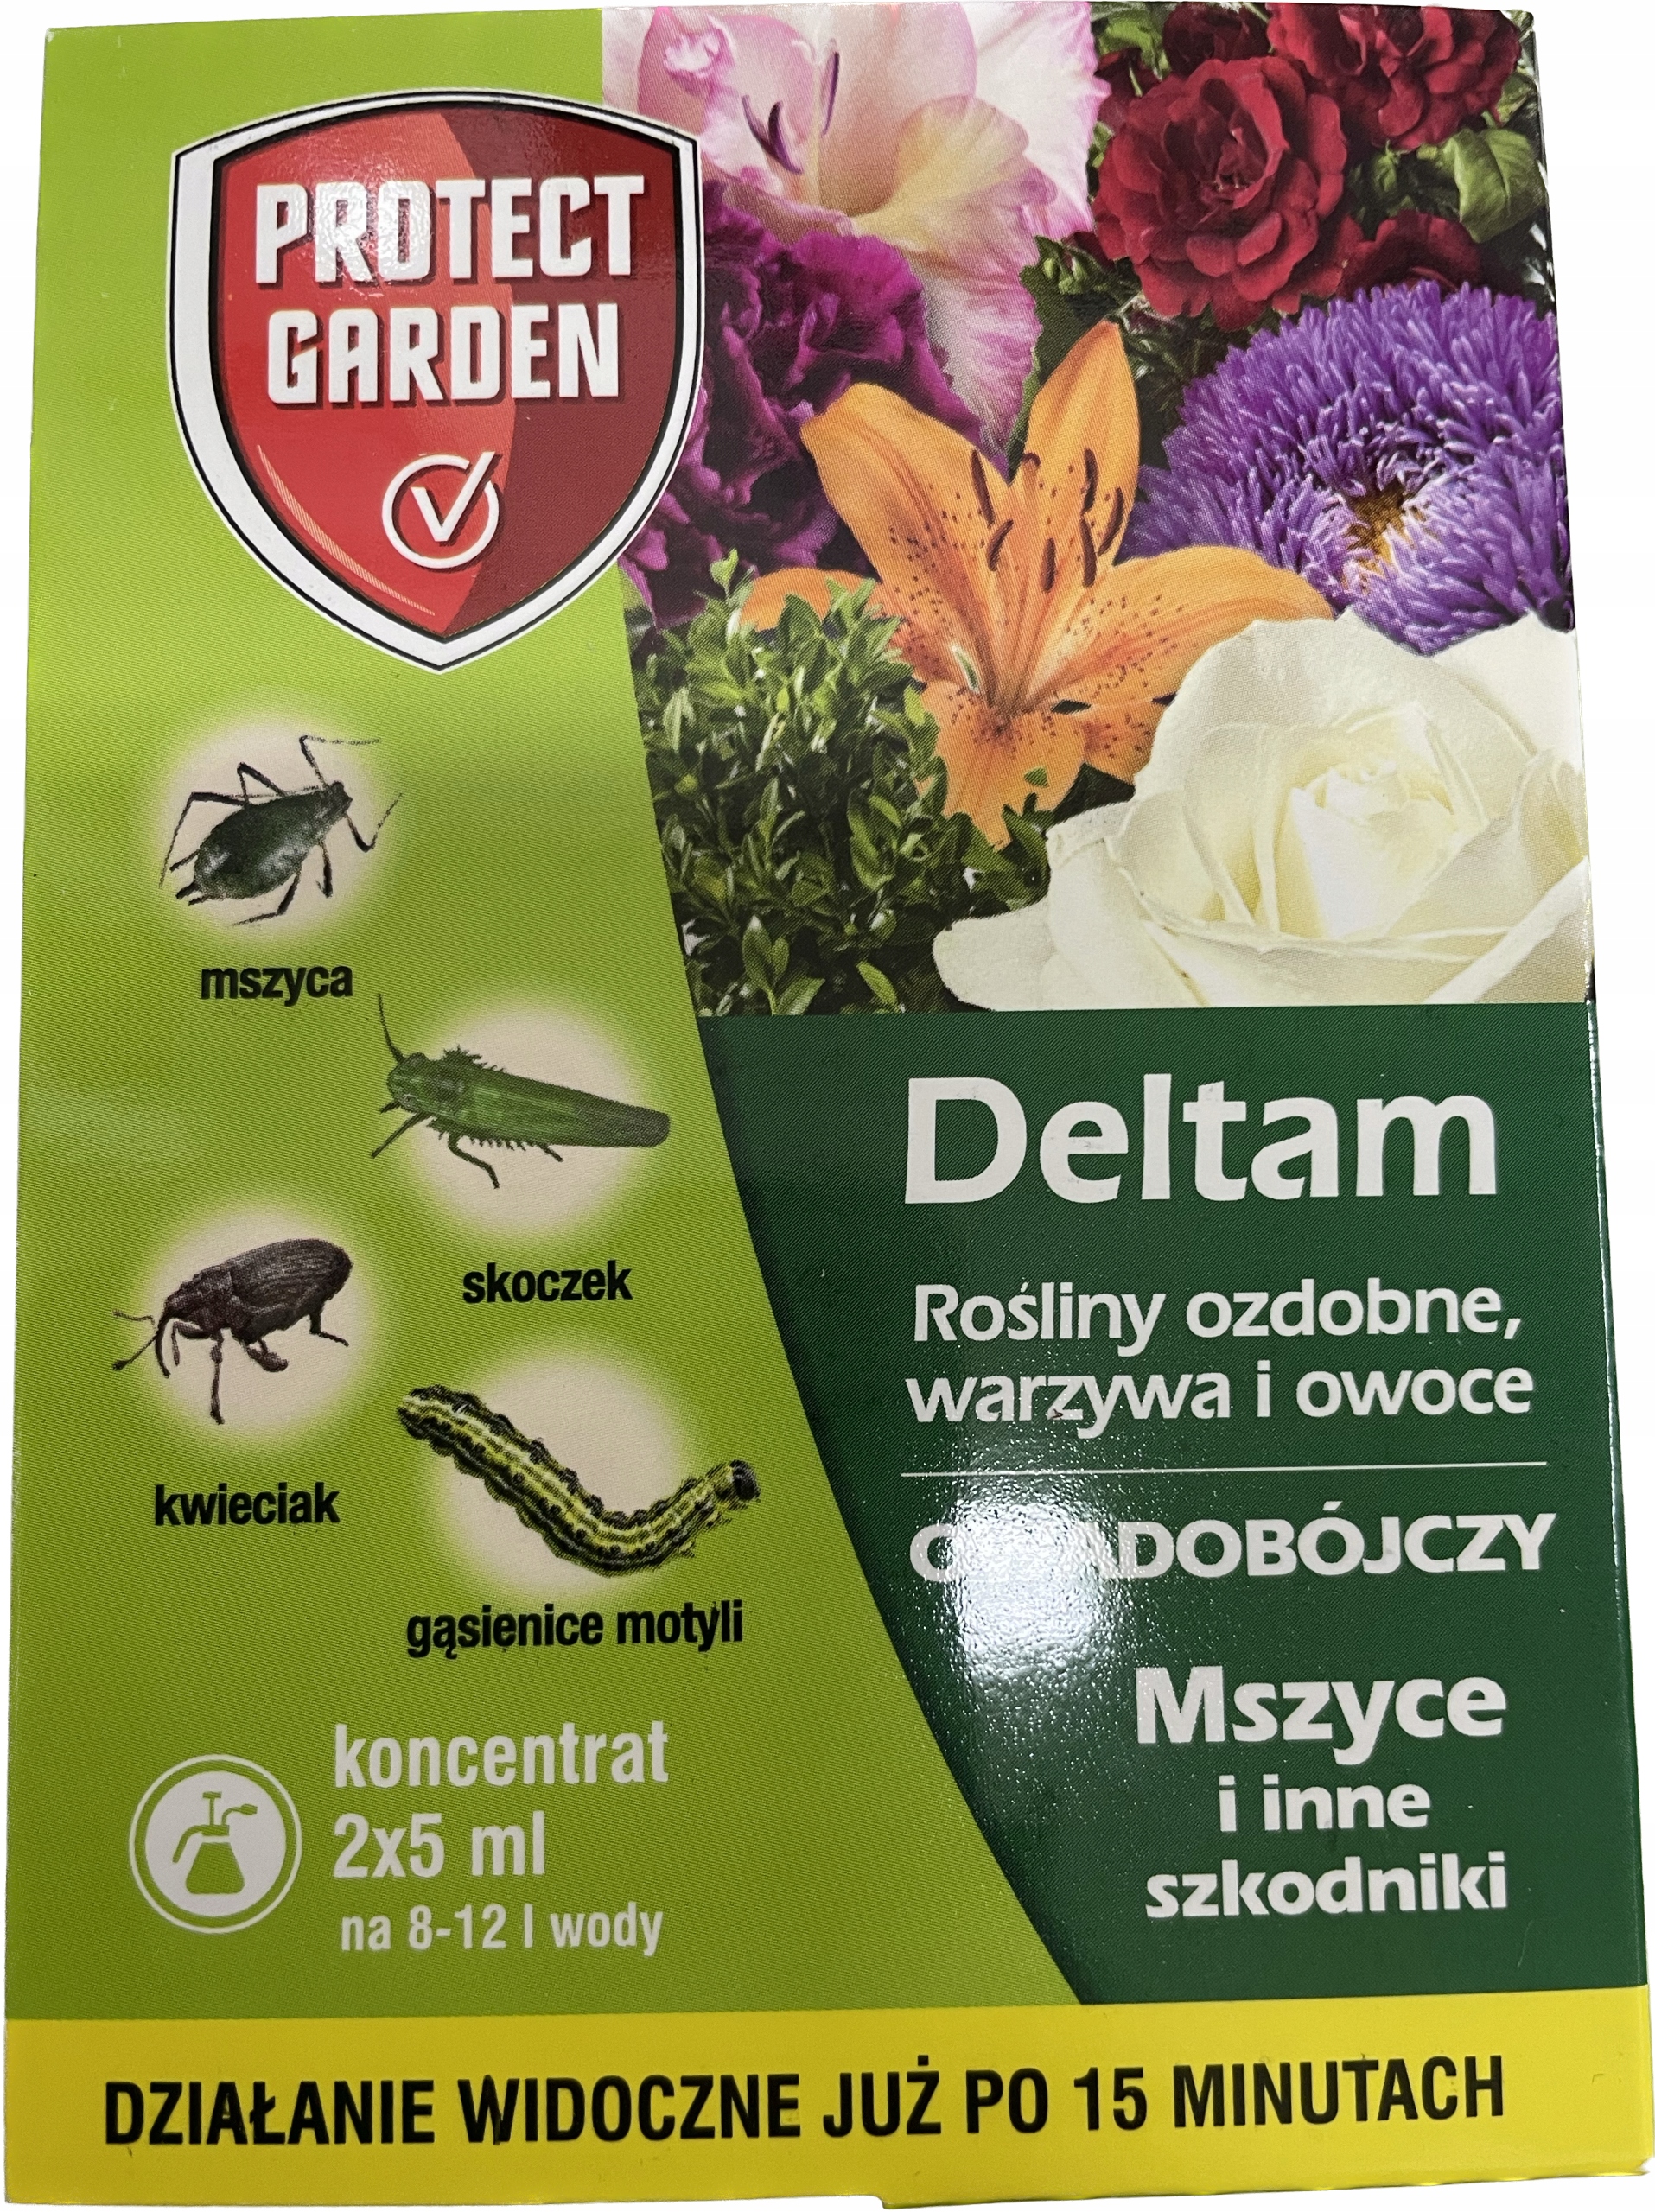 PROTECT
GARDEN
mszyca
skoczek
kwieciak
gąsienice motyli
koncentrat
2x5 ml
na 8-12 l wody
Deltam
Rośliny ozdobne,
warzywa i owoce
OWADOBÓJCZY
Mszyce
i inne
szkodniki
DZIAŁANIE WIDOCZNE JUŻ PO 15 MINUTACH